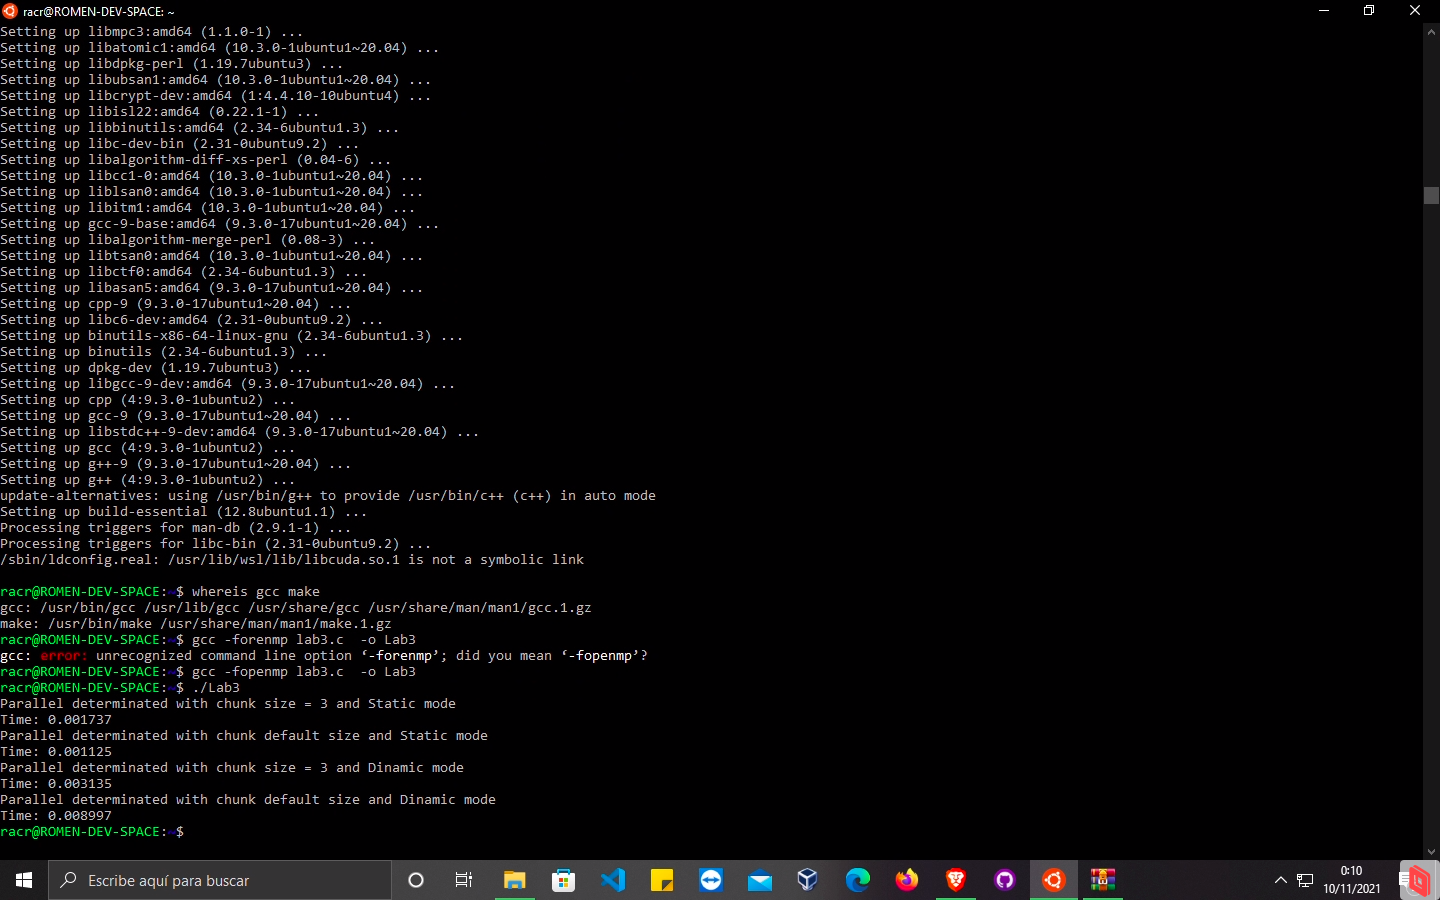 racr@ROMEN-DEV-SPACE: ~
Setting up libmpc3:amd64 (1.1.0-1) ...
Setting up libatomic1:amd64 (10.3.0-1ubuntu1~20.04) ...
Setting up libdpkg-perl (1.19.7ubuntu3) ...
Setting up libubsan1:amd64 (10.3.0-1ubuntu1~20.04) ...
Setting up libcrypt-dev:amd64 (1:4.4.10-10ubuntu4) ...
Setting up libisl22:amd64 (0.22.1-1) ...
Setting up libbinutils:amd64 (2.34-6ubuntu1.3) ...
Setting up libc-dev-bin (2.31-0ubuntu9.2) ...
Setting up libalgorithm-diff-xs-perl (0.04-6) ...
Setting up libcc1-0:amd64 (10.3.0-1ubuntu1~20.04) ...
Setting up liblsan0:amd64 (10.3.0-1ubuntu1~20.04) ...
Setting up libitm1:amd64 (10.3.0-1ubuntu1~20.04) ...
Setting up gcc-9-base:amd64 (9.3.0-17ubuntu1~20.04) ...
Setting up libalgorithm-merge-perl (0.08-3) ...
Setting up libtsan0:amd64 (10.3.0-1ubuntu1~20.04) ...
Setting up libctf0:amd64 (2.34-6ubuntu1.3) ...
Setting up libasan5:amd64 (9.3.0-17ubuntu1~20.04) ...
Setting up cpp-9 (9.3.0-17ubuntu1~20.04) ...
Setting up libc6-dev:amd64 (2.31-0ubuntu9.2) ...
Setting up binutils-x86-64-linux-gnu (2.34-6ubuntu1.3) ...
Setting up binutils (2.34-6ubuntu1.3) ...
Setting up dpkg-dev (1.19.7ubuntu3) ...
Setting up libgcc-9-dev:amd64 (9.3.0-17ubuntu1~20.04) ...
Setting up cpp (4:9.3.0-1ubuntu2) ...
Setting up gcc-9 (9.3.0-17ubuntu1~20.04) ...
Setting up libstdc++-9-dev:amd64 (9.3.0-17ubuntu1~20.04) ...
Setting up gcc (4:9.3.0-1ubuntu2) ...
Setting up g++-9 (9.3.0-17ubuntu1~20.04) ...
Setting up g++ (4:9.3.0-1ubuntu2) ...
update-alternatives: using /usr/bin/g++ to provide /usr/bin/c++ (c++) in auto mode
Setting up build-essential (12.8ubuntu1.1) ...
Processing triggers for man-db (2.9.1-1) ...
Processing triggers for libc-bin (2.31-0ubuntu9.2) ...
/sbin/ldconfig.real: /usr/lib/wsl/lib/libcuda.so.1 is not a symbolic link
racr@ROMEN-DEV-SPACE:~$ whereis gcc make
gcc: /usr/bin/gcc /usr/lib/gcc /usr/share/gcc /usr/share/man/man1/gcc.1.gz
make: /usr/bin/make /usr/share/man/man1/make.1.gz
racr@ROMEN-DEV-SPACE:~$ gcc -forenmp lab3.c  -o Lab3
gcc: error: unrecognized command line option ‘-forenmp’; did you mean ‘-fopenmp’?
racr@ROMEN-DEV-SPACE:~$ gcc -fopenmp lab3.c  -o Lab3
racr@ROMEN-DEV-SPACE:~$ ./Lab3
Parallel determinated with chunk size = 3 and Static mode
Time: 0.001737
Parallel determinated with chunk default size and Static mode
Time: 0.001125
Parallel determinated with chunk size = 3 and Dinamic mode
Time: 0.003135
Parallel determinated with chunk default size and Dinamic mode
Time: 0.008997
racr@ROMEN-DEV-SPACE:~$
Escribe aquí para buscar
0:10
10/11/2021